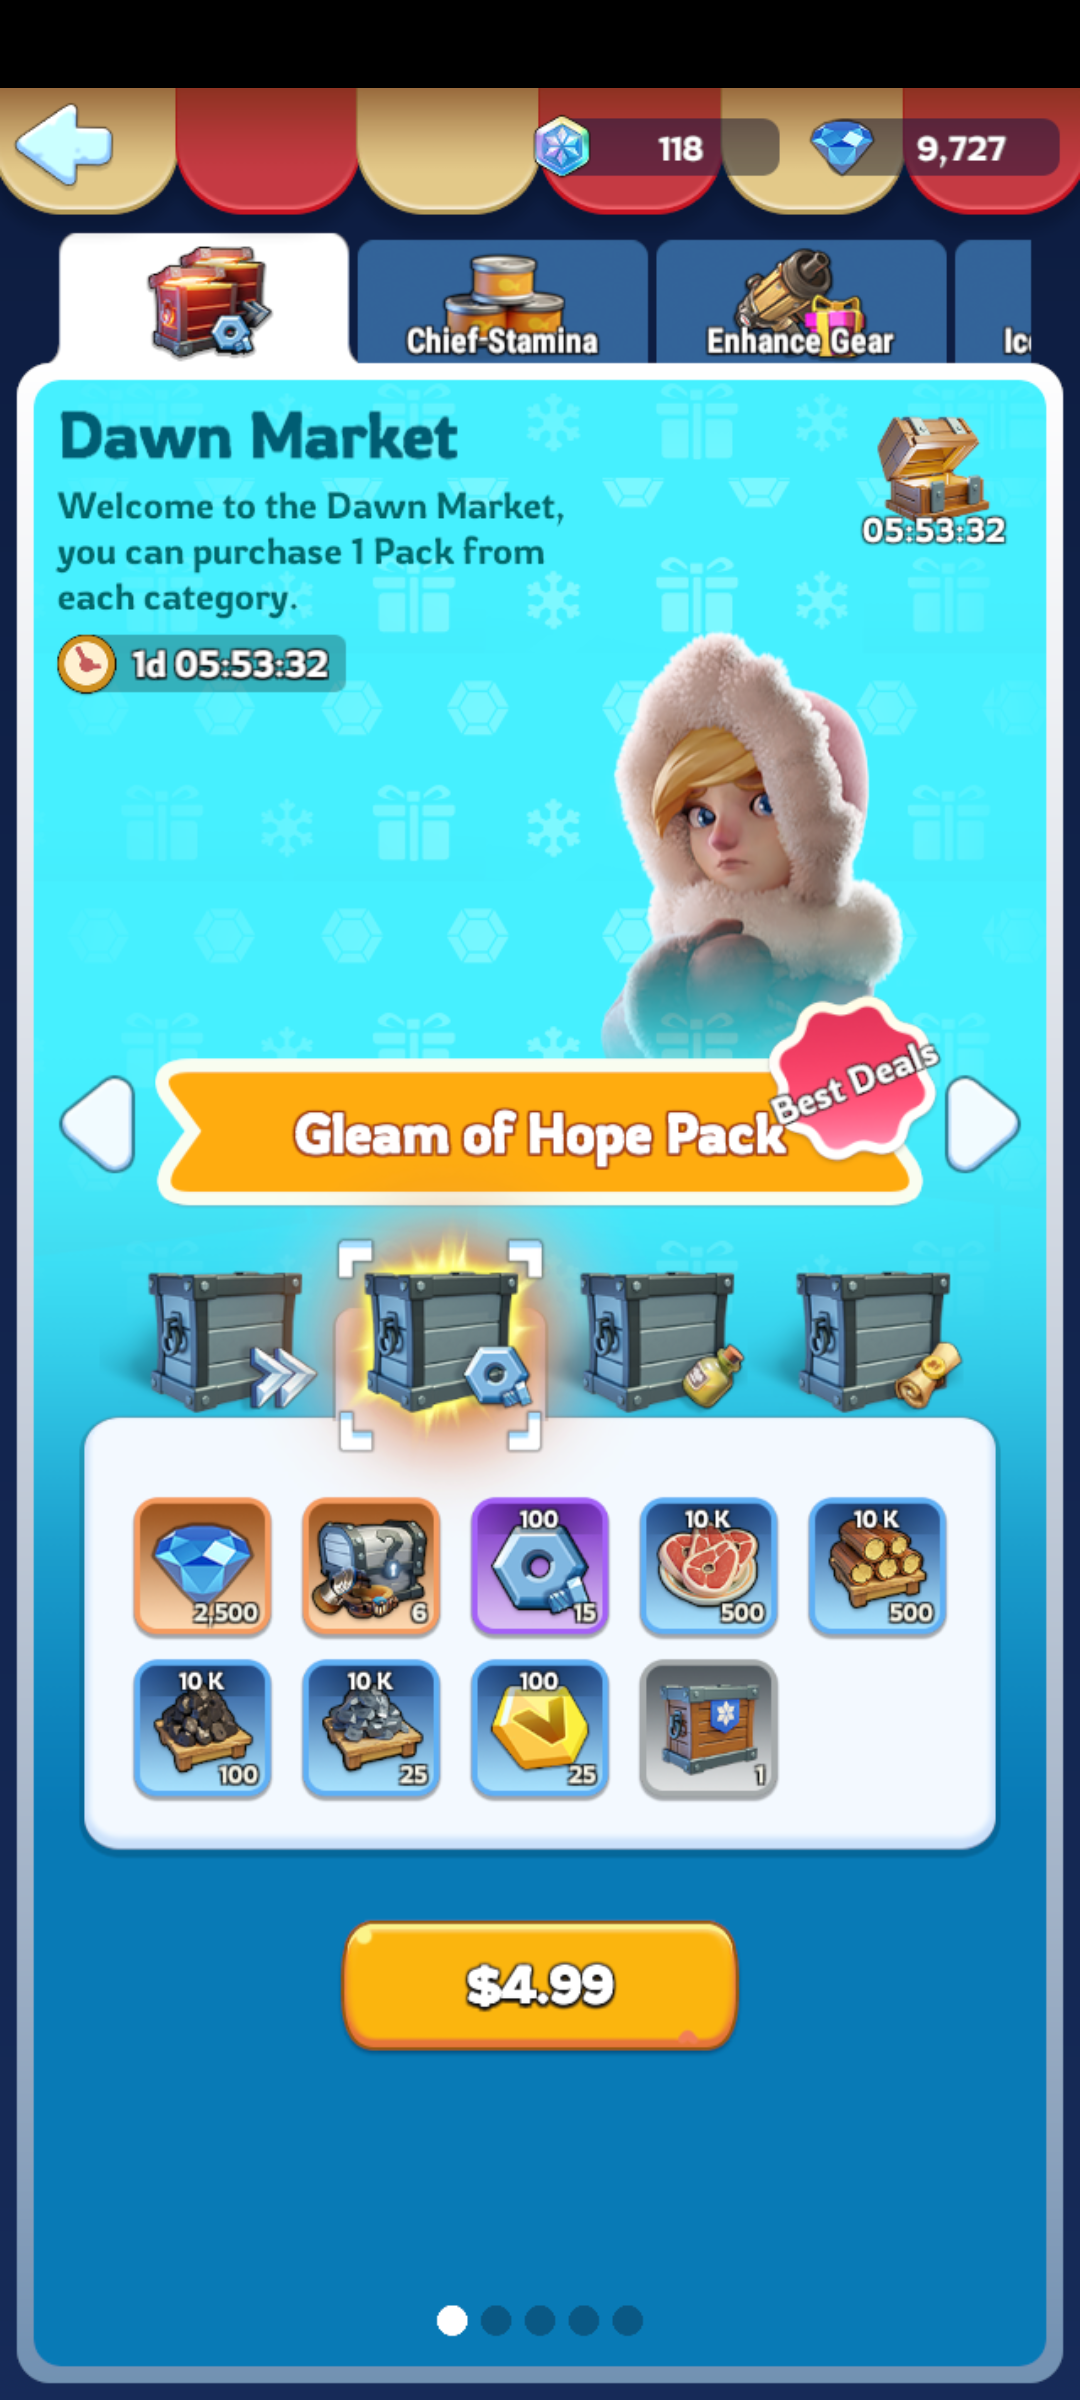 118
9,727
Chief Stamina
Enhance Gear
Ic
Dawn Market
Welcome to the Dawn Market,
you can purchase 1 Pack from
each category.
05:53:32
1d 05:53:32
Best Deals
Gleam of Hope Pack
2,500
6
100
15
10 K
500
10 K
500
10 K
100
10 K
25
100
25
1
$4.99